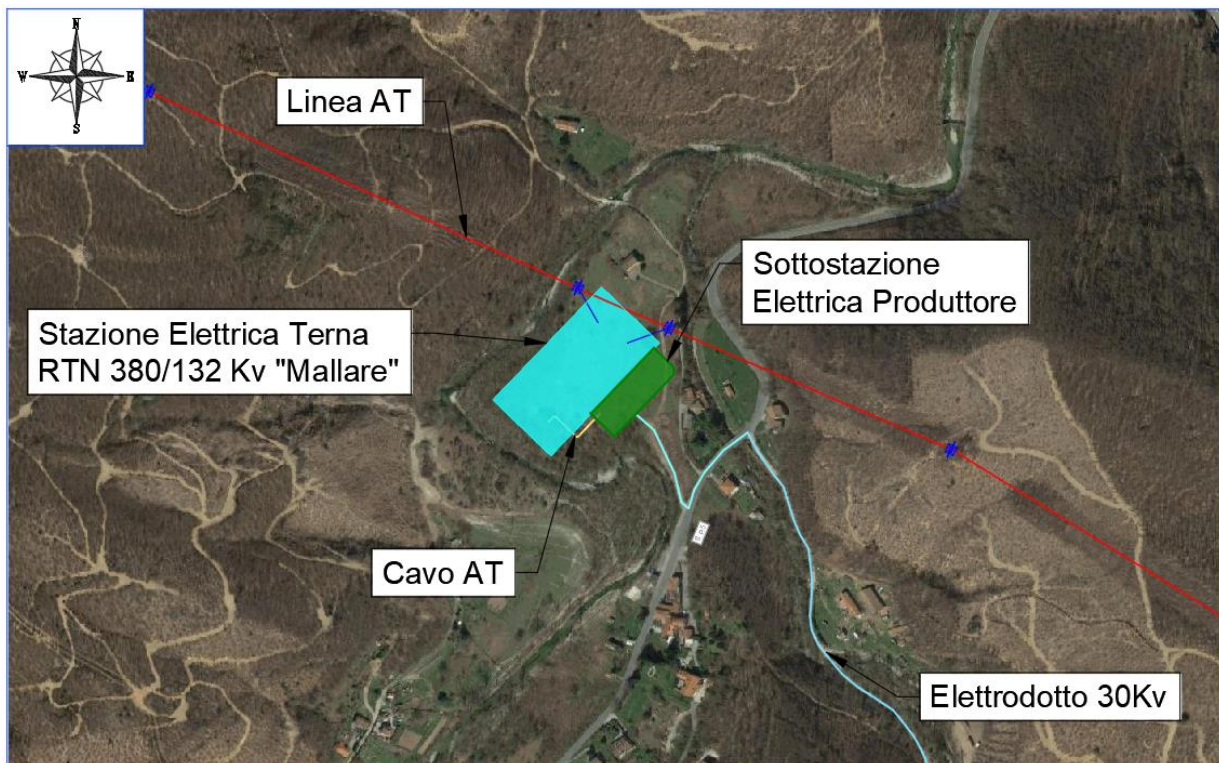 N
W E
S
Linea AT
Sottostazione
Elettrica Produttore
Stazione Elettrica Terna
RTN 380/132 Kv "Mallare"
Cavo AT
Elettrodotto 30Kv